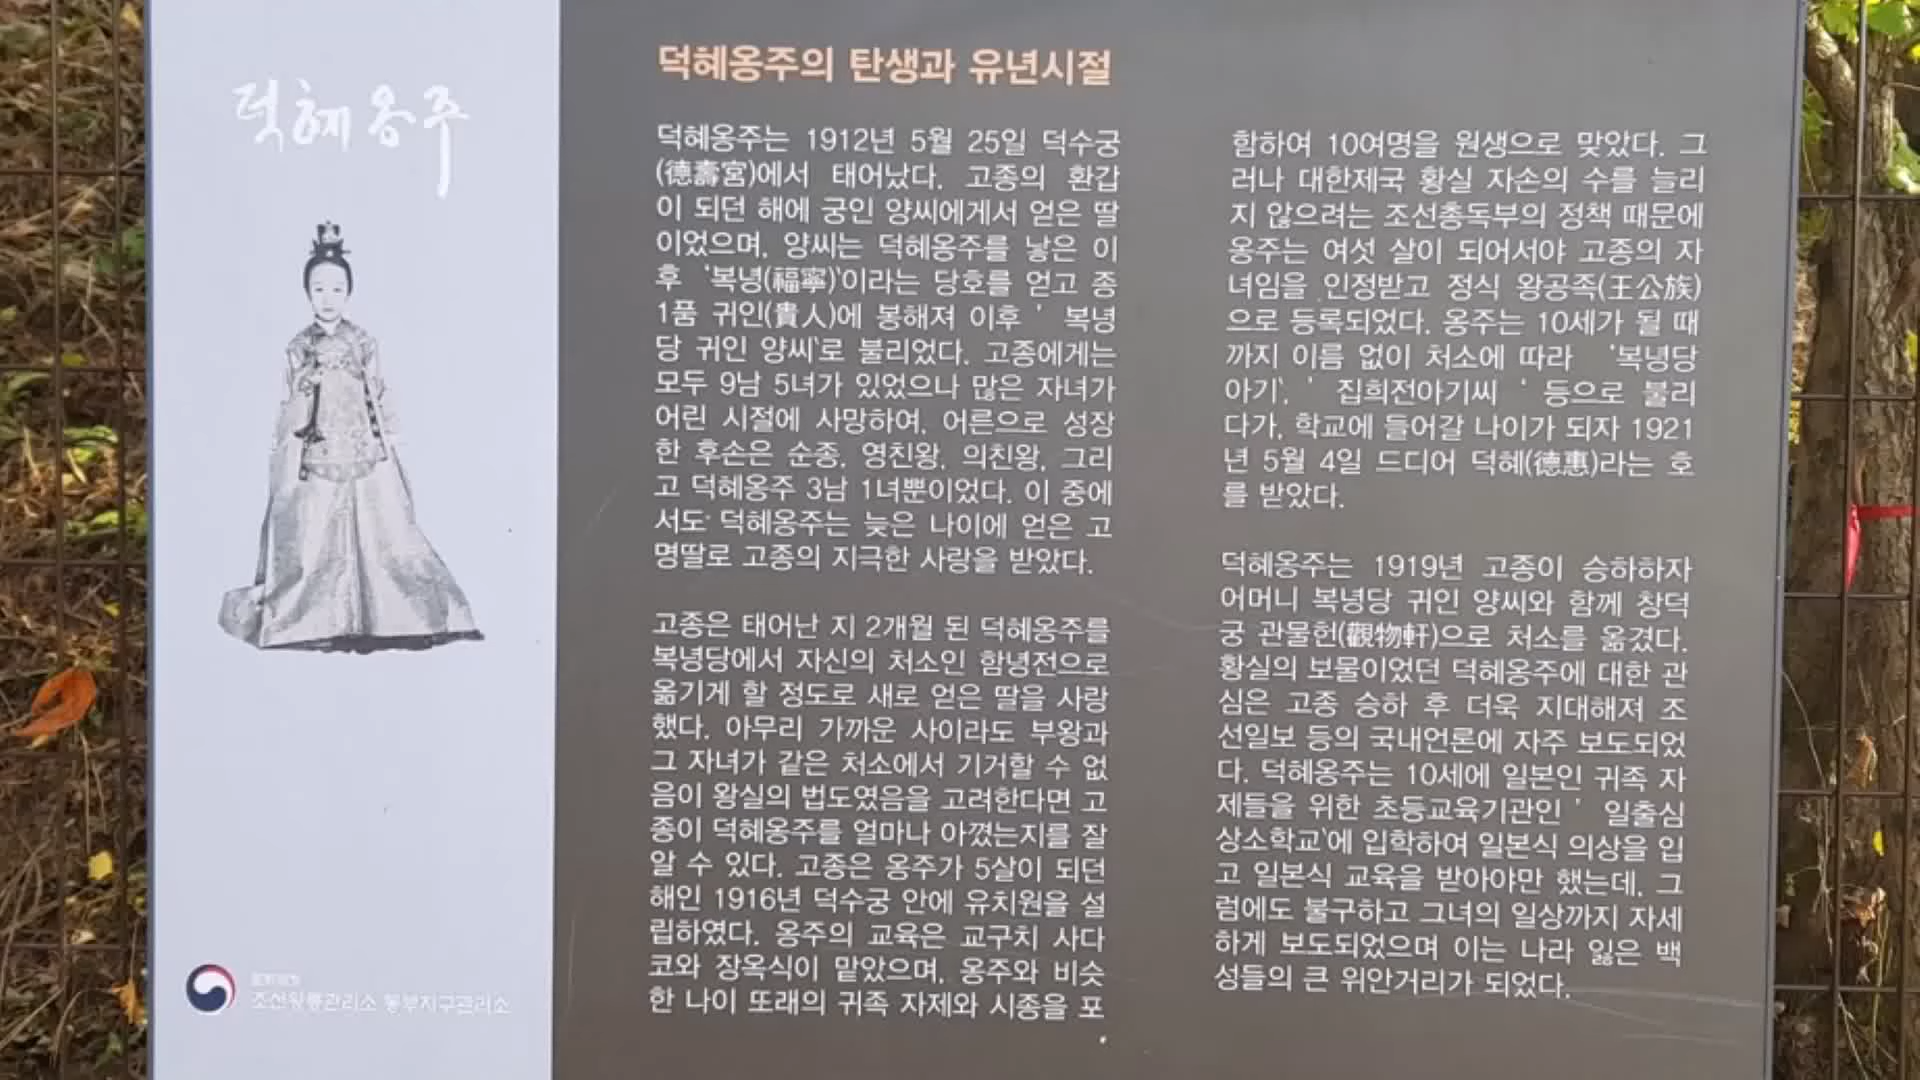 덕혜옹주
덕혜옹주의 탄생과 유년시절
덕혜옹주는 1912년 5월 25일 덕수궁
(德壽宮)에서 태어났다. 고종의 환갑
이 되던 해에 궁인 양씨에게서 얻은 딸
이었으며, 양씨는 덕혜옹주를 낳은 이
후 '복녕(福寧)'이라는 당호를 얻고 종
1품 귀인(貴人)에 봉해져 이후 ' 복녕
당 귀인 양씨'로 불리었다. 고종에게는
모두 9남 5녀가 있었으나 많은 자녀가
어린 시절에 사망하여, 어른으로 성장
한 후손은 순종, 영친왕, 의친왕, 그리
고 덕혜옹주 3남 1녀뿐이었다. 이 중에
서도 덕혜옹주는 늦은 나이에 얻은 고
명딸로 고종의 지극한 사랑을 받았다.
고종은 태어난 지 2개월 된 덕혜옹주를
복녕당에서 자신의 처소인 함녕전으로
옮기게 할 정도로 새로 얻은 딸을 사랑
했다. 아무리 가까운 사이라도 부왕과
그 자녀가 같은 처소에서 기거할 수 없
음이 왕실의 법도였음을 고려한다면 고
종이 덕혜옹주를 얼마나 아꼈는지를 잘
알 수 있다. 고종은 옹주가 5살이 되던
해인 1916년 덕수궁 안에 유치원을 설
립하였다. 옹주의 교육은 교구치 사다
코와 장옥식이 맡았으며, 옹주와 비슷
한 나이 또래의 귀족 자제와 시종을 포
함하여 10여명을 원생으로 맞았다. 그
러나 대한제국 황실 자손의 수를 늘리
지 않으려는 조선총독부의 정책 때문에
옹주는 여섯 살이 되어서야 고종의 자
녀임을 인정받고 정식 왕공족(王公族)
으로 등록되었다. 옹주는 10세가 될 때
까지 이름 없이 처소에 따라 '복녕당
아기', ' 집희전아기씨 ' 등으로 불리
다가, 학교에 들어갈 나이가 되자 1921
년 5월 4일 드디어 덕혜(德惠)라는 호
를 받았다.
덕혜옹주는 1919년 고종이 승하하자
어머니 복녕당 귀인 양씨와 함께 창덕
궁 관물헌(觀物軒)으로 처소를 옮겼다.
황실의 보물이었던 덕혜옹주에 대한 관
심은 고종 승하 후 더욱 지대해져 조
선일보 등의 국내언론에 자주 보도되었
다. 덕혜옹주는 10세에 일본인 귀족 자
제들을 위한 초등교육기관인 ' 일출심
상소학교'에 입학하여 일본식 의상을 입
고 일본식 교육을 받아야만 했는데, 그
럼에도 불구하고 그녀의 일상까지 자세
하게 보도되었으며 이는 나라 잃은 백
성들의 큰 위안거리가 되었다.
조선왕릉관리소 동부지구관리소